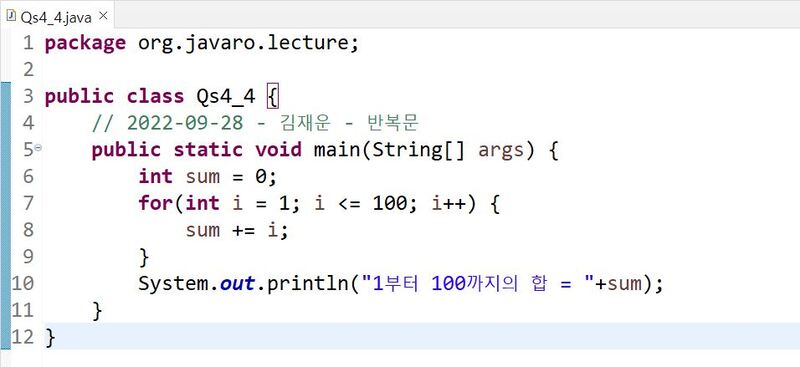 Qs4_4.java
1 package org.javaro.lecture;
2
3 public class Qs4_4 {
4     // 2022-09-28 - 김재운 - 반복문
5     public static void main(String[] args) {
6         int sum = 0;
7         for(int i = 1; i <= 100; i++) {
8             sum += i;
9         }
10         System.out.println("1부터 100까지의 합 = "+sum);
11     }
12 }